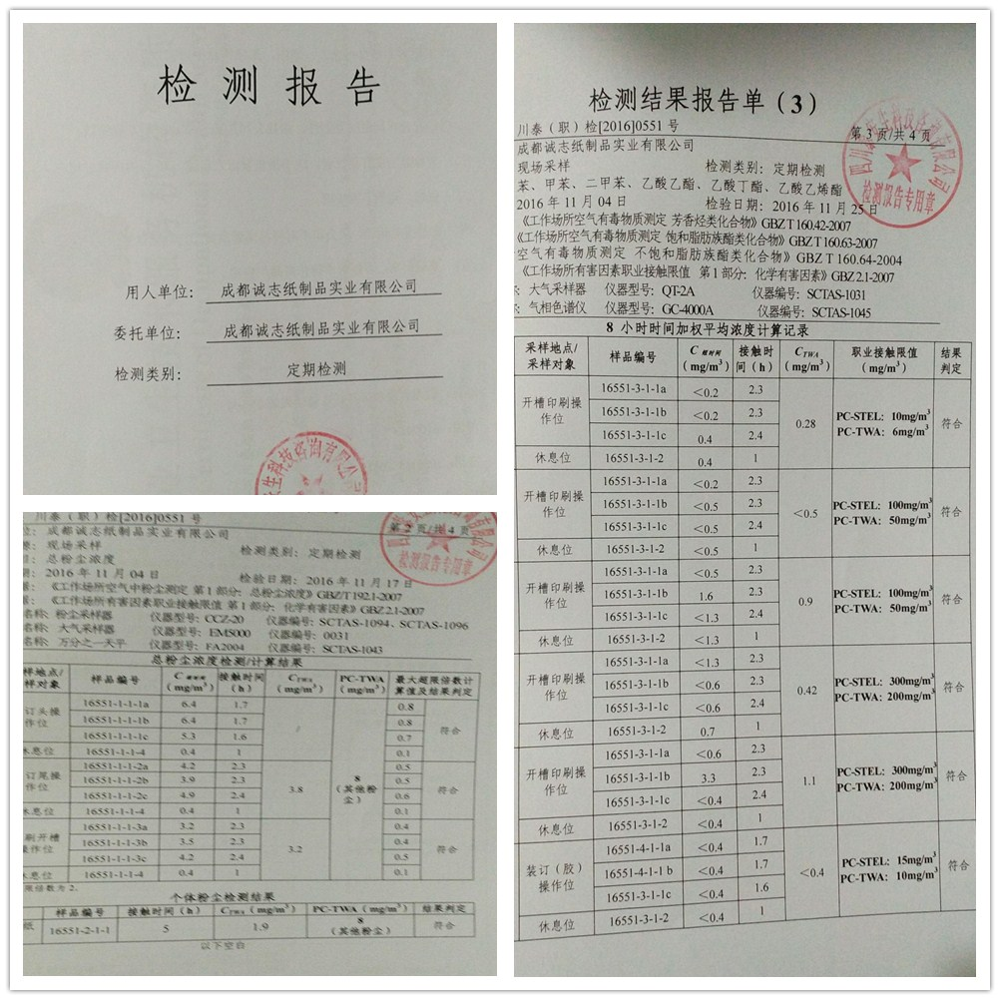 检测报告
用人单位： 成都诚志纸制品实业有限公司
委托单位： 成都诚志纸制品实业有限公司
检测类别： 定期检测
生科技咨询有限公司
川泰（职）检[2016]0551 号
第 2 页/共 4 页
检测报告专用章
成都诚志纸制品实业有限公司
现场采样 检测类别：定期检测
总粉尘浓度
2016 年 11 月 04 日 检验日期：2016 年 11 月 17 日
《工作场所空气中粉尘测定 第 1 部分：总粉尘浓度》GBZ/T192.1-2007
《工作场所有害因素职业接触限值 第 1 部分：化学有害因素》GBZ 2.1-2007
名称：粉尘采样器 仪器型号：CCZ-20 仪器编号：SCTAS-1094、SCTAS-1096
大气采样器 仪器型号：EM5000 仪器编号：0031
万分之一天平 仪器型号：FA2004 仪器编号：SCTAS-1043
总粉尘浓度检测/计算结果
样地点/样对象 样品编号 C（mg/m³） 接触时间（h） CTWA（mg/m³） PC-TWA（mg/m³） 最大超限倍数计算值及结果判定
订头操作位 16551-1-1-1a 6.4 1.7 / 8（其他粉尘） 0.8 符合
16551-1-1-1b 6.4 1.7 0.8
16551-1-1-1c 5.3 1.6 0.7
休息位 16551-1-1-4 0.4 1 0.1
订尾操作位 16551-1-1-2a 4.2 2.3 3.8 0.5 符合
16551-1-1-2b 3.9 2.3 0.5
16551-1-1-2c 4.9 2.4 0.6
休息位 16551-1-1-4 0.4 1 0.1
刷开槽操作位 16551-1-1-3a 3.2 2.3 3.2 0.4 符合
16551-1-1-3b 3.5 2.3 0.4
16551-1-1-3c 4.2 2.4 0.5
休息位 16551-1-1-4 0.4 1 0.1
限倍数为 2。
个体粉尘检测结果
样品编号 接触时间（h） CTWA（mg/m³） PC-TWA（mg/m³） 结果判定
纸 16551-2-1-1 5 1.9 8（其他粉尘） 符合
以下空白
检测结果报告单（3）
川泰（职）检[2016]0551 号
第 3 页/共 4 页
检测报告专用章
成都诚志纸制品实业有限公司
现场采样 检测类别：定期检测
苯、甲苯、二甲苯、乙酸乙酯、乙酸丁酯、乙酸乙烯酯
2016 年 11 月 04 日 检验日期：2016 年 11 月 25 日
《工作场所空气有毒物质测定 芳香烃类化合物》GBZ T 160.42-2007
《工作场所空气有毒物质测定 饱和脂肪族酯类化合物》GBZ T 160.63-2007
空气有毒物质测定 不饱和脂肪族酯类化合物》GBZ T 160.64-2004
《工作场所有害因素职业接触限值 第 1 部分：化学有害因素》GBZ 2.1-2007
：大气采样器 仪器型号：QT-2A 仪器编号：SCTAS-1031
：气相色谱仪 仪器型号：GC-4000A 仪器编号：SCTAS-1045
8 小时时间加权平均浓度计算记录
采样地点/采样对象 样品编号 C 短时间（mg/m³） 接触时间（h） CTWA（mg/m³） 职业接触限值（mg/m³） 结果判定
开槽印刷操作位 16551-3-1-1a ＜0.2 2.3 0.28 PC-STEL：10mg/m³ PC-TWA：6mg/m³ 符合
16551-3-1-1b ＜0.2 2.3
16551-3-1-1c 0.4 2.4
休息位 16551-3-1-2 0.4 1
开槽印刷操作位 16551-3-1-1a ＜0.2 2.3 ＜0.5 PC-STEL：100mg/m³ PC-TWA：50mg/m³ 符合
16551-3-1-1b ＜0.5 2.3
16551-3-1-1c ＜0.5 2.4
休息位 16551-3-1-2 ＜0.5 1
开槽印刷操作位 16551-3-1-1a ＜0.5 2.3 0.9 PC-STEL：100mg/m³ PC-TWA：50mg/m³ 符合
16551-3-1-1b 1.6 2.3
16551-3-1-1c ＜1.3 2.4
休息位 16551-3-1-2 ＜1.3 1
开槽印刷操作位 16551-3-1-1a ＜1.3 2.3 0.42 PC-STEL：300mg/m³ PC-TWA：200mg/m³ 符合
16551-3-1-1b ＜0.6 2.3
16551-3-1-1c ＜0.6 2.4
休息位 16551-3-1-2 0.7 1
开槽印刷操作位 16551-3-1-1a ＜0.6 2.3 1.1 PC-STEL：300mg/m³ PC-TWA：200mg/m³ 符合
16551-3-1-1b 3.3 2.3
16551-3-1-1c ＜0.4 2.4
休息位 16551-3-1-2 ＜0.4 1
装订（胶）操作位 16551-4-1-1a ＜0.4 1.7 ＜0.4 PC-STEL：15mg/m³ PC-TWA：10mg/m³ 符合
16551-4-1-1 b ＜0.4 1.7
16551-3-1-1c ＜0.4 1.6
休息位 16551-3-1-2 ＜0.4 1